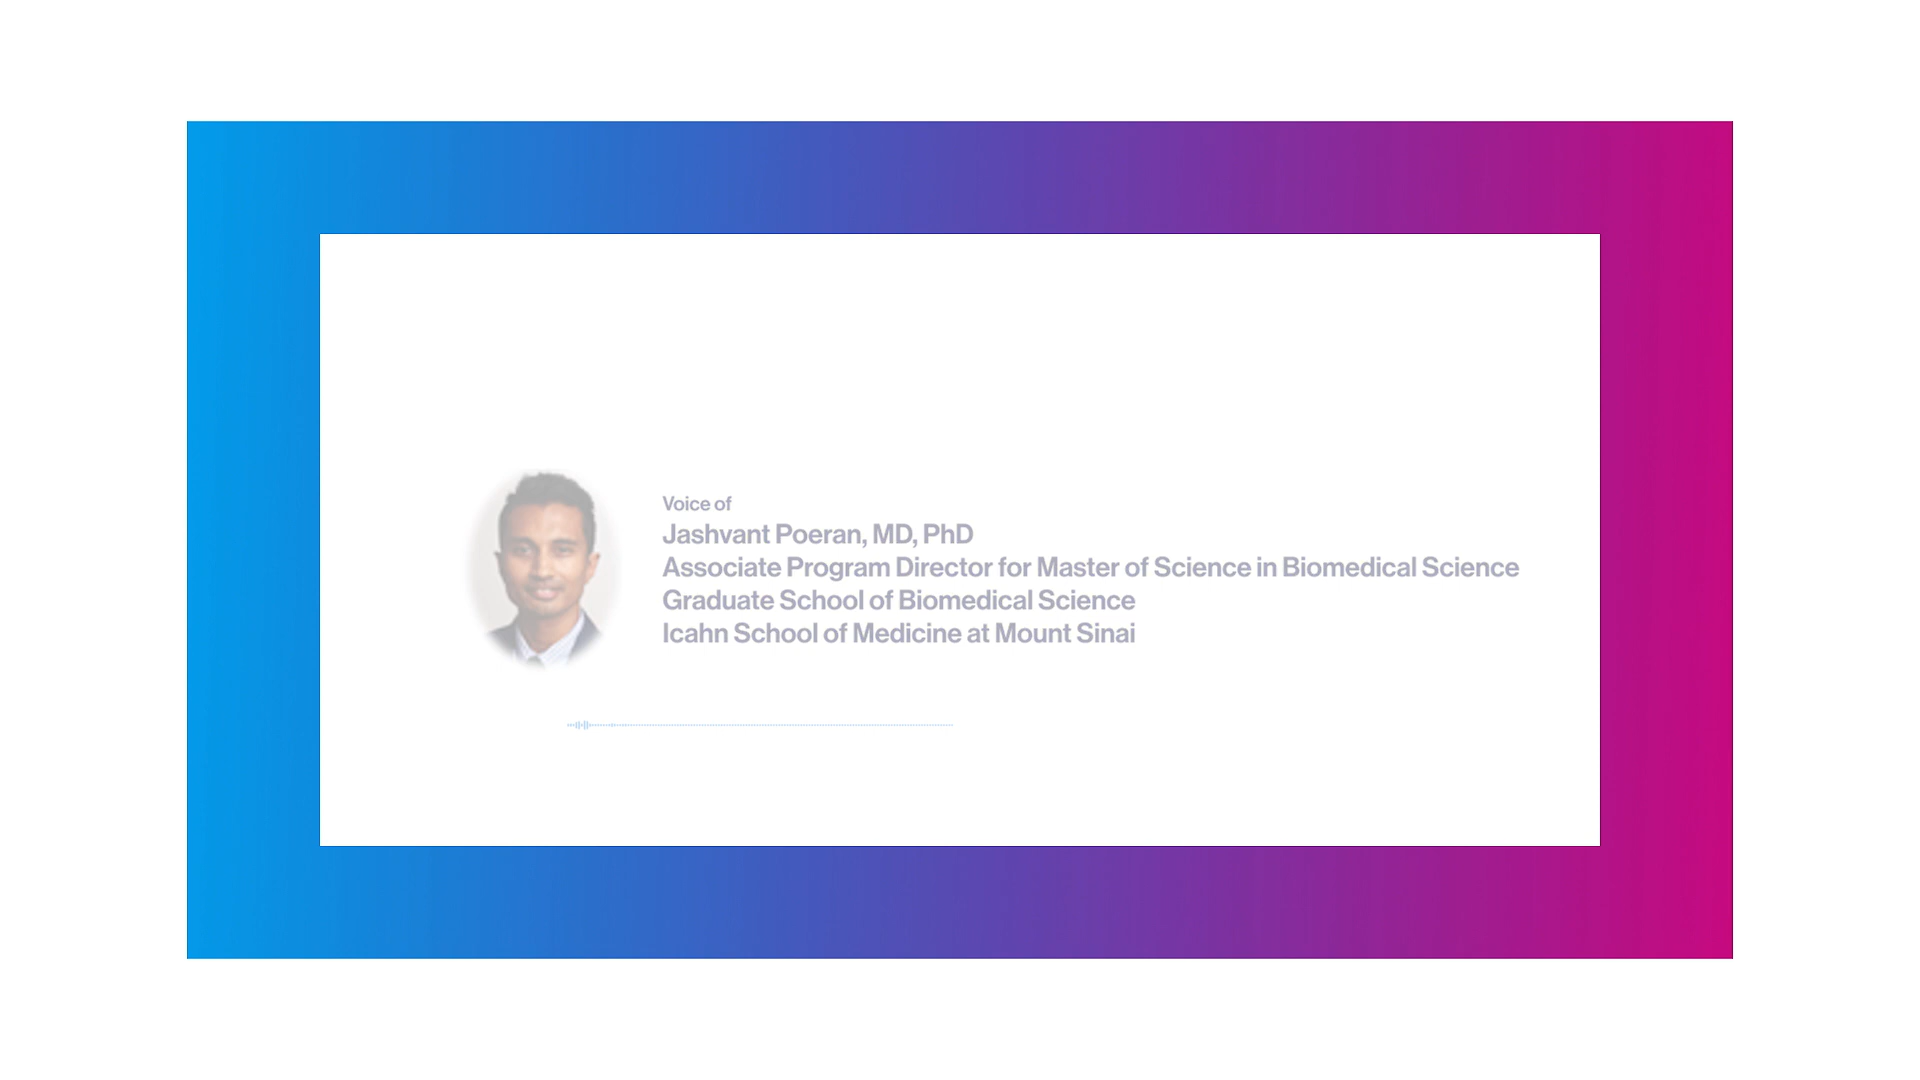 Voice of
Jashvant Poeran, MD, PhD
Associate Program Director for Master of Science in Biomedical Science
Graduate School of Biomedical Science
Icahn School of Medicine at Mount Sinai